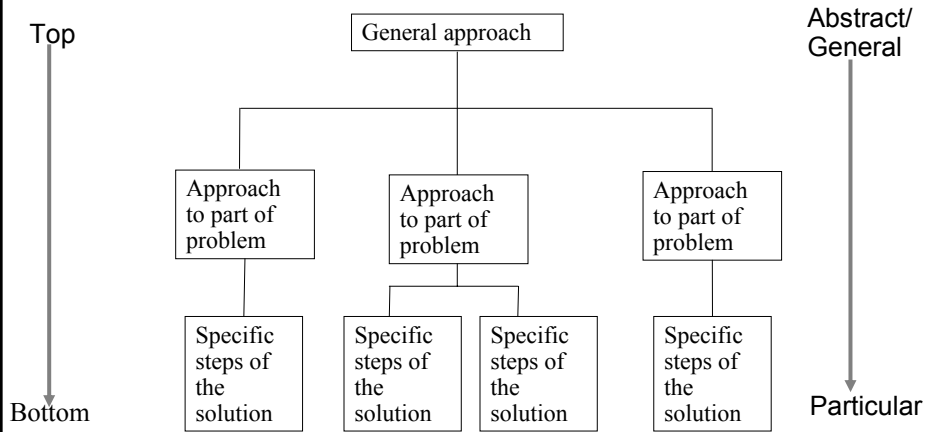 Top
General approach
Abstract/
General
Approach
to part of
problem
Approach
to part of
problem
Approach
to part of
problem
Specific
steps of
the
solution
Specific
steps of
the
solution
Specific
steps of
the
solution
Specific
steps of
the
solution
Bottom
Particular